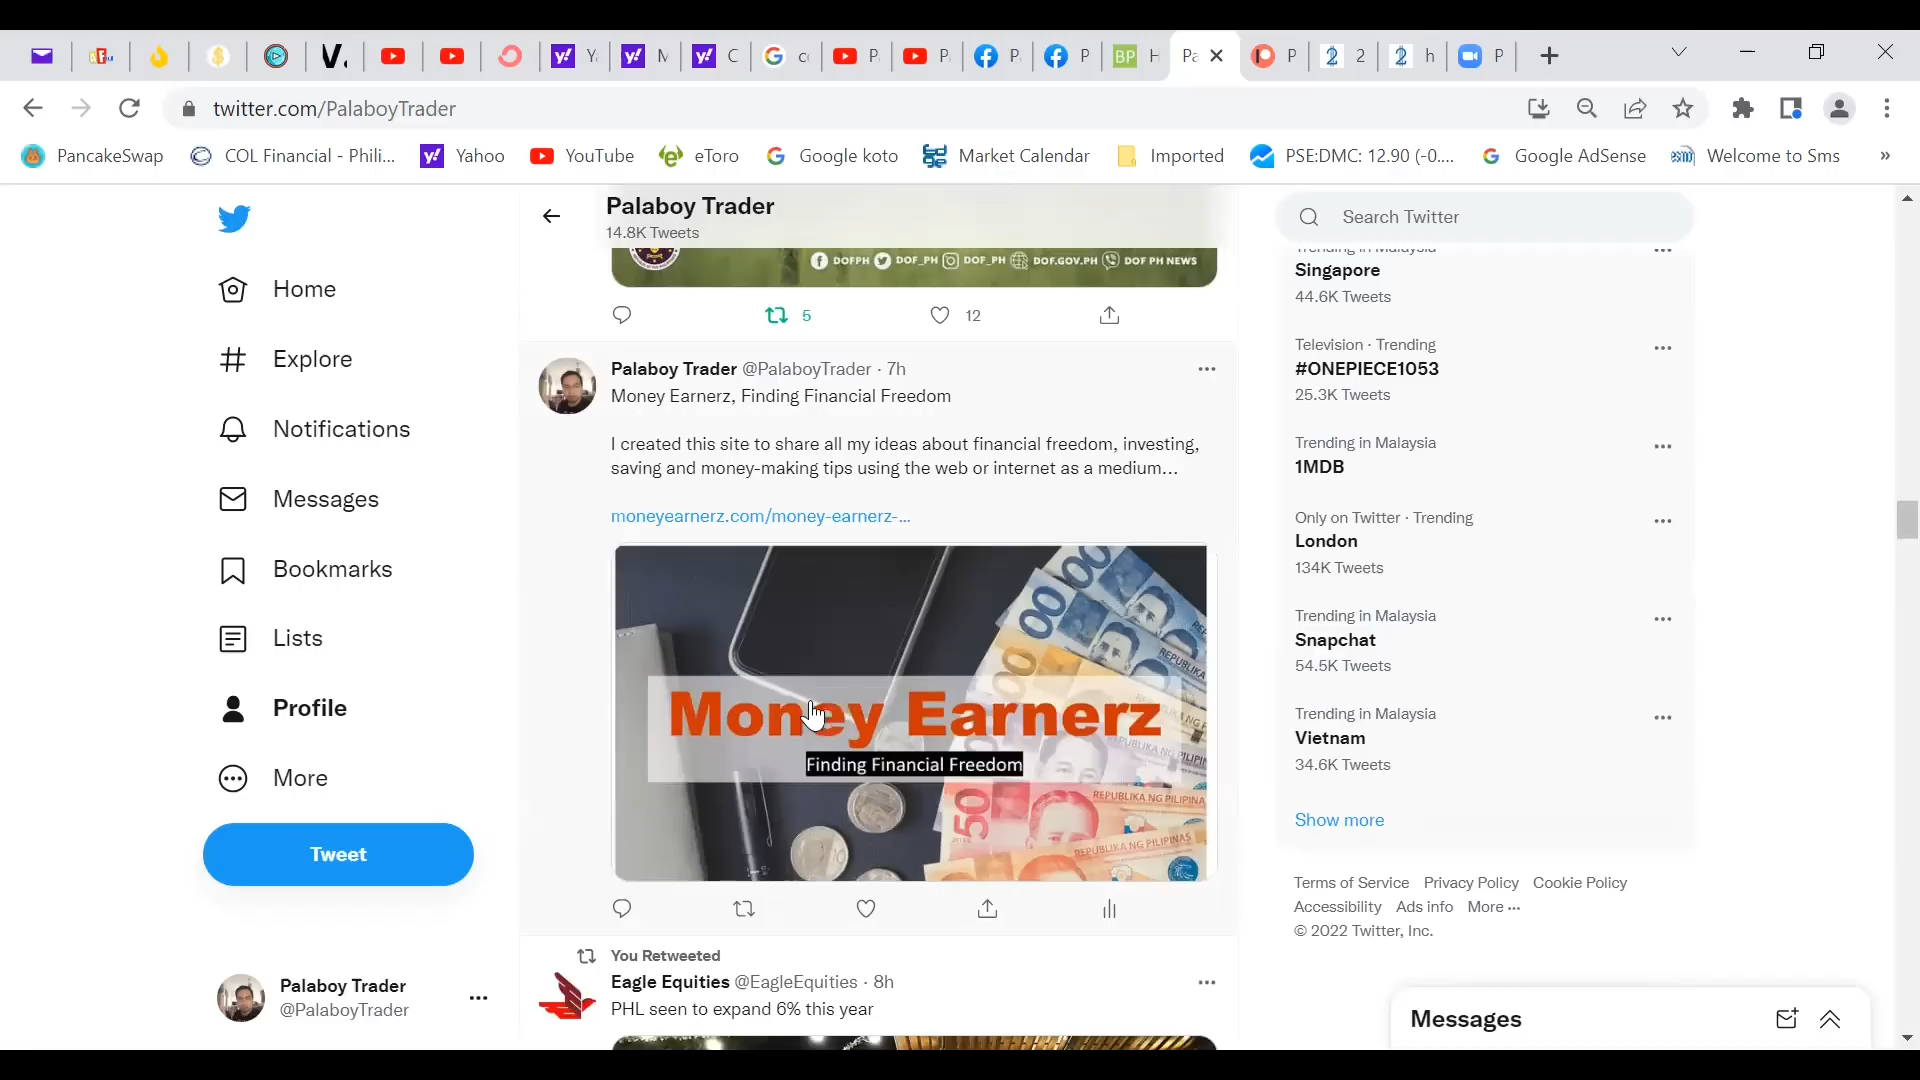 twitter.com/PalaboyTrader
PancakeSwap
COL Financial - Phili...
Yahoo
YouTube
eToro
Google koto
Market Calendar
Imported
PSE:DMC: 12.90 (-0....
Google AdSense
Welcome to Sms
»
Home
Explore
Notifications
Messages
Bookmarks
Lists
Profile
More
Tweet
Palaboy Trader
@PalaboyTrader
Palaboy Trader
14.8K Tweets
DOFPH DOF_PH DOF_PH DOF.GOV.PH DOF PH NEWS
5
12
Palaboy Trader @PalaboyTrader · 7h
Money Earnerz, Finding Financial Freedom
I created this site to share all my ideas about financial freedom, investing,
saving and money-making tips using the web or internet as a medium...
moneyearnerz.com/money-earnerz-...
Money Earnerz
Finding Financial Freedom
REPUBLIKA NG PILIPINA
50
REPUBLIKA NG PILIPINAS
You Retweeted
Eagle Equities @EagleEquities · 8h
PHL seen to expand 6% this year
Search Twitter
Trending in Malaysia
Singapore
44.6K Tweets
Television · Trending
#ONEPIECE1053
25.3K Tweets
Trending in Malaysia
1MDB
Only on Twitter · Trending
London
134K Tweets
Trending in Malaysia
Snapchat
54.5K Tweets
Trending in Malaysia
Vietnam
34.6K Tweets
Show more
Terms of Service Privacy Policy Cookie Policy
Accessibility Ads info More ···
© 2022 Twitter, Inc.
Messages